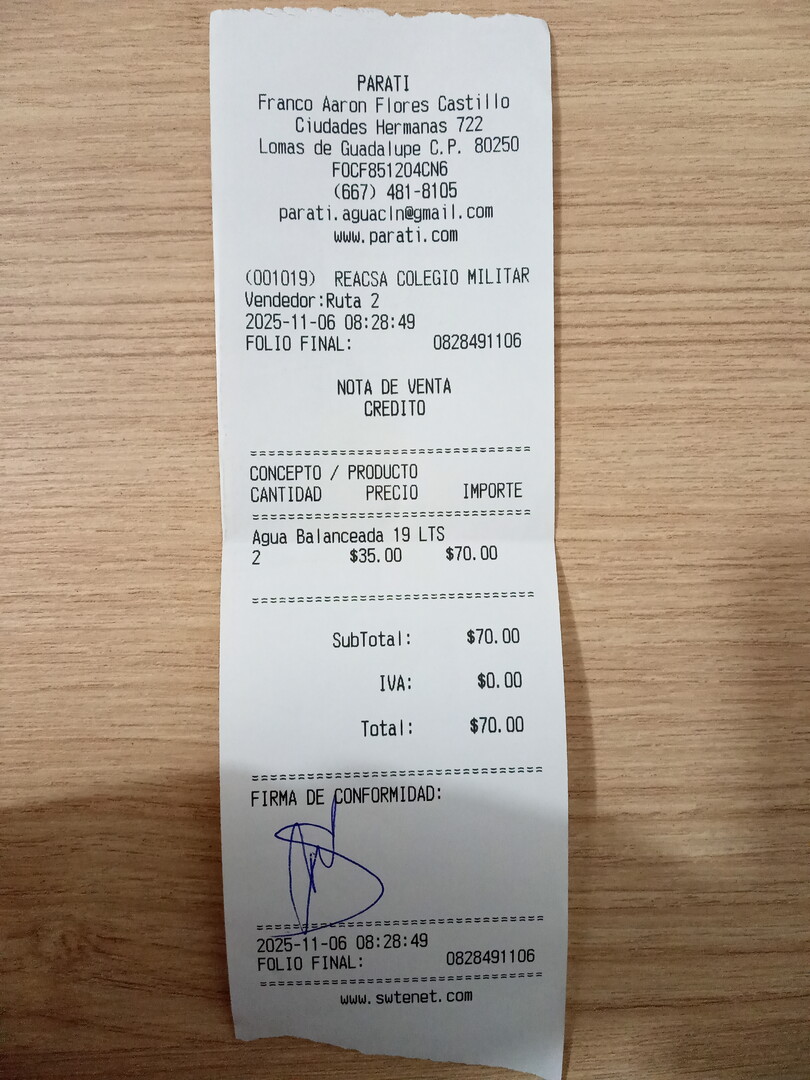 PARATI
Franco Aaron Flores Castillo
Ciudades Hermanas 722
Lomas de Guadalupe C.P. 80250
FOCF851204CN6
(667) 481-8105
parati.aguacln@gmail.com
www.parati.com
(001019) REACSA COLEGIO MILITAR
Vendedor:Ruta 2
2025-11-06 08:28:49
FOLIO FINAL: 0828491106
NOTA DE VENTA
CREDITO
CONCEPTO / PRODUCTO
CANTIDAD PRECIO IMPORTE
Agua Balanceada 19 LTS
2 $35.00 $70.00
SubTotal: $70.00
IVA: $0.00
Total: $70.00
FIRMA DE CONFORMIDAD:
2025-11-06 08:28:49
FOLIO FINAL: 0828491106
www.swtenet.com